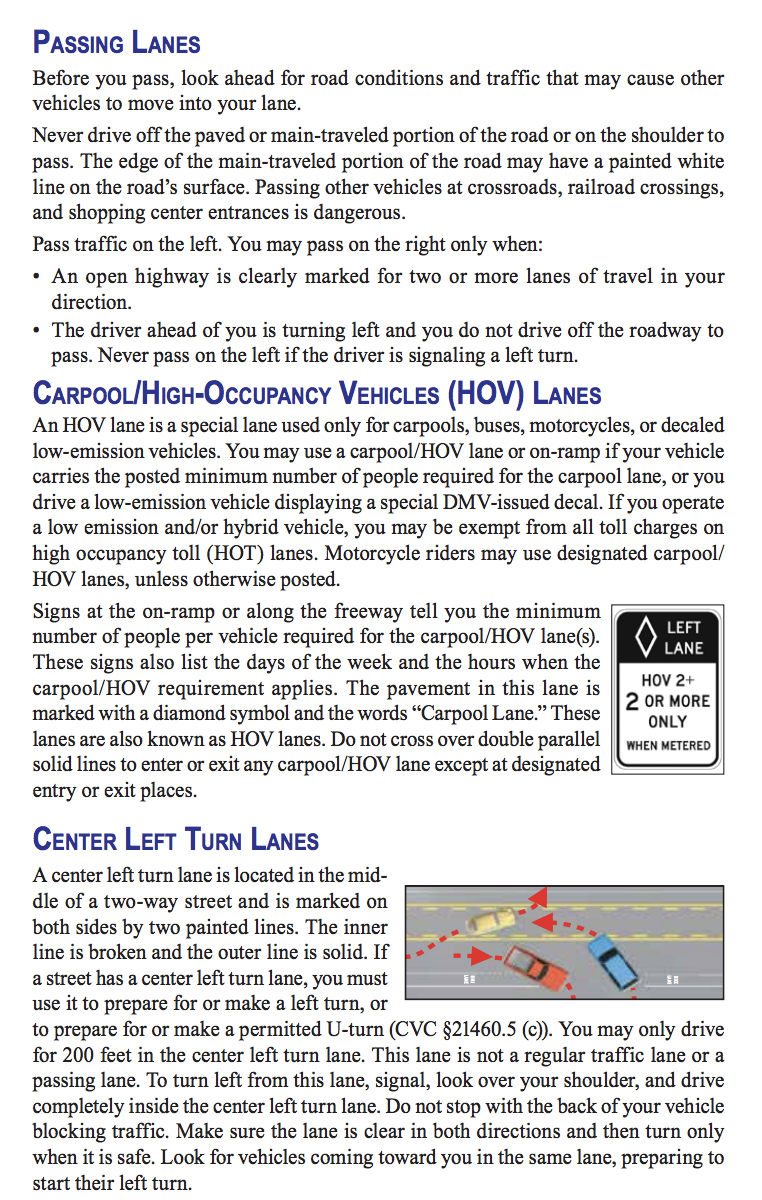 PASSING LANES
Before you pass, look ahead for road conditions and traffic that may cause other
vehicles to move into your lane.
Never drive off the paved or main-traveled portion of the road or on the shoulder to
pass. The edge of the main-traveled portion of the road may have a painted white
line on the road's surface. Passing other vehicles at crossroads, railroad crossings,
and shopping center entrances is dangerous.
Pass traffic on the left. You may pass on the right only when:
• An open highway is clearly marked for two or more lanes of travel in your
direction.
• The driver ahead of you is turning left and you do not drive off the roadway to
pass. Never pass on the left if the driver is signaling a left turn.
CARPOOL/HIGH-OCCUPANCY VEHICLES (HOV) LANES
An HOV lane is a special lane used only for carpools, buses, motorcycles, or decaled
low-emission vehicles. You may use a carpool/HOV lane or on-ramp if your vehicle
carries the posted minimum number of people required for the carpool lane, or you
drive a low-emission vehicle displaying a special DMV-issued decal. If you operate
a low emission and/or hybrid vehicle, you may be exempt from all toll charges on
high occupancy toll (HOT) lanes. Motorcycle riders may use designated carpool/
HOV lanes, unless otherwise posted.
Signs at the on-ramp or along the freeway tell you the minimum
number of people per vehicle required for the carpool/HOV lane(s).
These signs also list the days of the week and the hours when the
carpool/HOV requirement applies. The pavement in this lane is
marked with a diamond symbol and the words “Carpool Lane.” These
lanes are also known as HOV lanes. Do not cross over double parallel
solid lines to enter or exit any carpool/HOV lane except at designated
entry or exit places.
LEFT
LANE
HOV 2+
2 OR MORE
ONLY
WHEN METERED
CENTER LEFT TURN LANES
A center left turn lane is located in the mid-
dle of a two-way street and is marked on
both sides by two painted lines. The inner
line is broken and the outer line is solid. If
a street has a center left turn lane, you must
use it to prepare for or make a left turn, or
to prepare for or make a permitted U-turn (CVC §21460.5 (c)). You may only drive
for 200 feet in the center left turn lane. This lane is not a regular traffic lane or a
passing lane. To turn left from this lane, signal, look over your shoulder, and drive
completely inside the center left turn lane. Do not stop with the back of your vehicle
blocking traffic. Make sure the lane is clear in both directions and then turn only
when it is safe. Look for vehicles coming toward you in the same lane, preparing to
start their left turn.